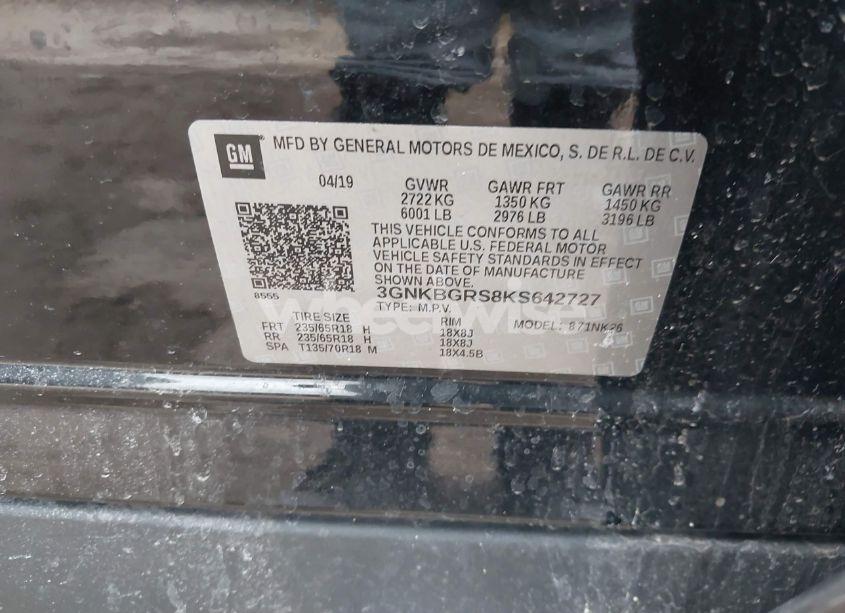 GM
MFD BY GENERAL MOTORS DE MEXICO, S. DE R.L. DE C.V.
04/19 GVWR GAWR FRT GAWR RR
2722 KG 1350 KG 1450 KG
6001 LB 2976 LB 3196 LB
THIS VEHICLE CONFORMS TO ALL
APPLICABLE U.S. FEDERAL MOTOR
VEHICLE SAFETY STANDARDS IN EFFECT
ON THE DATE OF MANUFACTURE
8555
3GNKBGRS8KS642727
TYPE: M.P.V.
MODEL: 871NK26
TIRE SIZE RIM
FRT 235/65R18 H 18X8J
RR 235/65R18 H 18X8J
SPA T135/70R18 M 18X4.5B
wheelwise